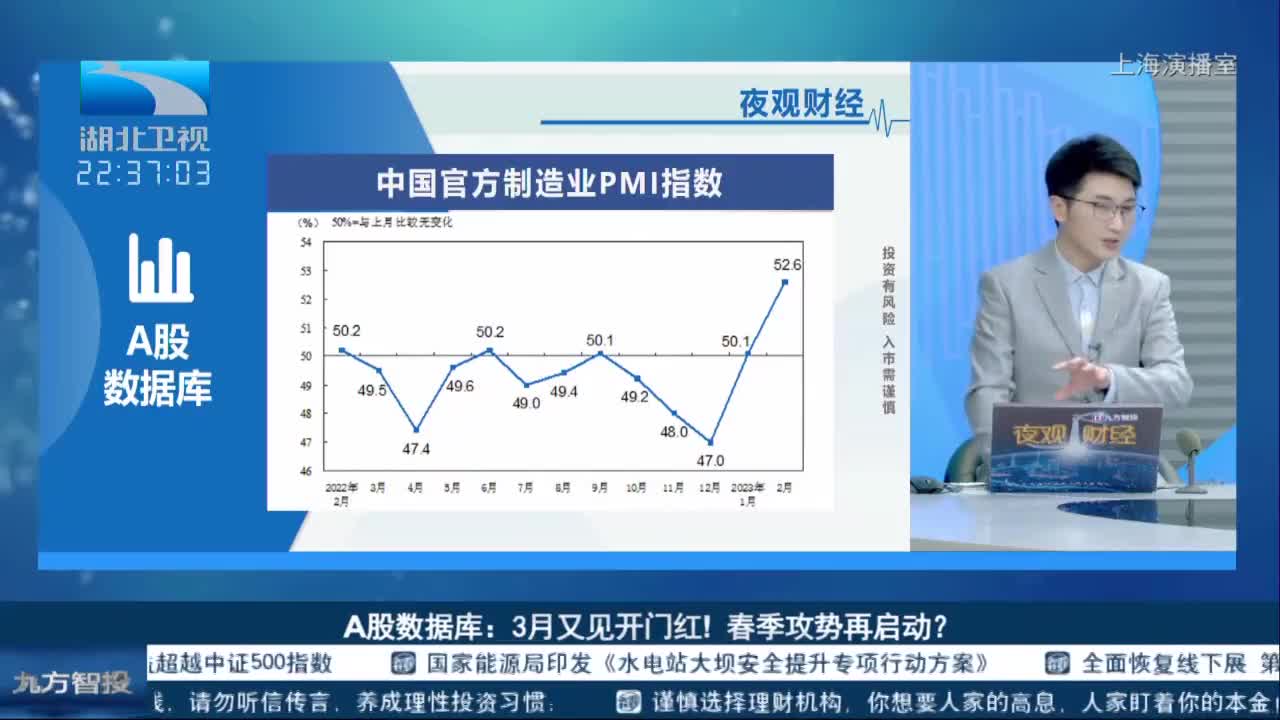 上海演播室
湖北卫视
22:37:03
夜观财经
A股
数据库
中国官方制造业PMI指数
(%) 50%=与上月比较无变化
54
53
52
51
50
49
48
47
46
50.2
49.5
47.4
49.6
50.2
49.0
49.4
50.1
49.2
48.0
47.0
50.1
52.6
2022年2月 3月 4月 5月 6月 7月 8月 9月 10月 11月 12月 2023年1月 2月
投资有风险 入市需谨慎
九方智投
夜观财经
A股数据库：3月又见开门红！春季攻势再启动？
超越中证500指数 国家能源局印发《水电站大坝安全提升专项行动方案》 全面恢复线下展 第
九方智投
请勿听信传言，养成理性投资习惯； 谨慎选择理财机构，你想要人家的高息，人家盯着你的本金